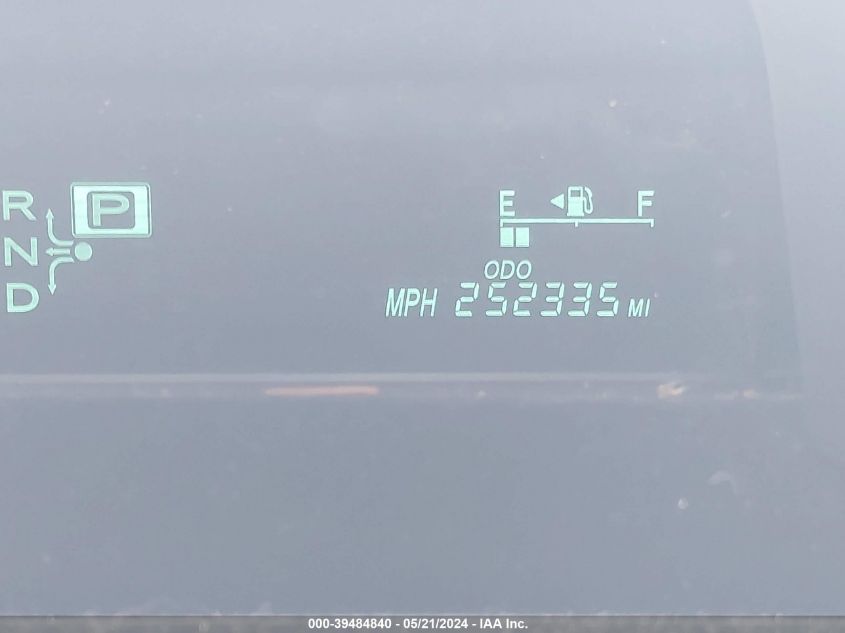 R P
N
D
E F
ODO
MPH 252335 MI
000-39484840 / 05/21/2024 - IAA Inc.